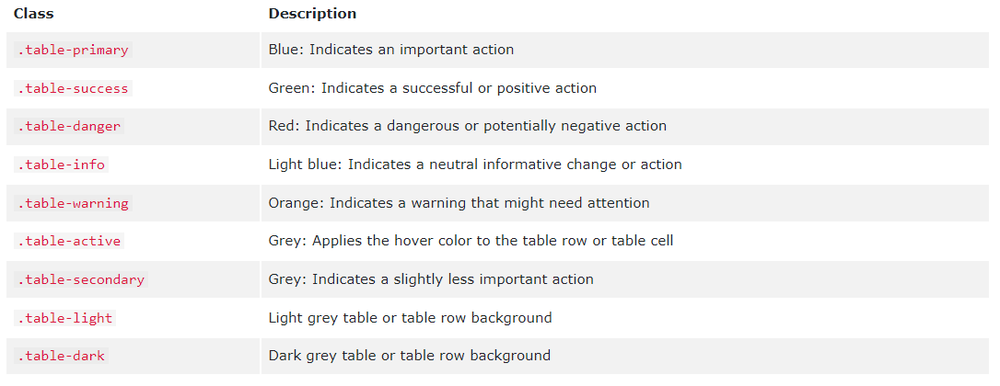 Class Description
.table-primary Blue: Indicates an important action
.table-success Green: Indicates a successful or positive action
.table-danger Red: Indicates a dangerous or potentially negative action
.table-info Light blue: Indicates a neutral informative change or action
.table-warning Orange: Indicates a warning that might need attention
.table-active Grey: Applies the hover color to the table row or table cell
.table-secondary Grey: Indicates a slightly less important action
.table-light Light grey table or table row background
.table-dark Dark grey table or table row background